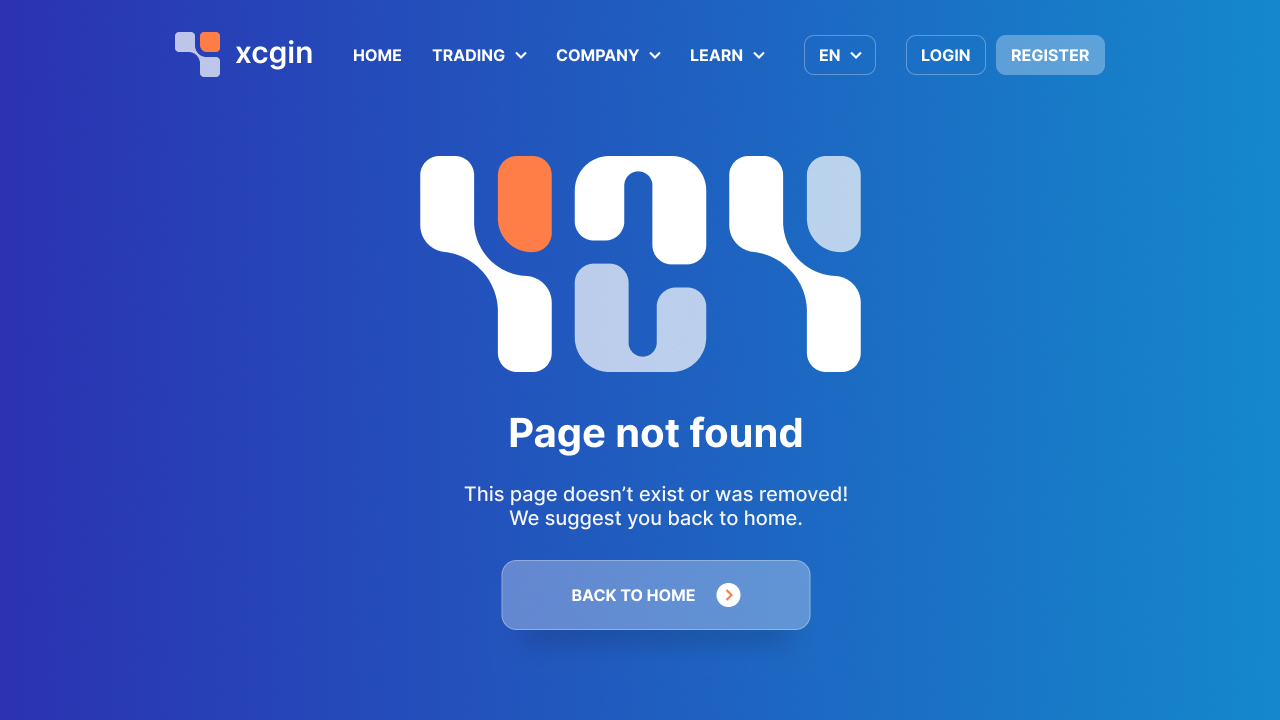 xcgin
HOME
TRADING
COMPANY
LEARN
EN
LOGIN
REGISTER
404
Page not found
This page doesn’t exist or was removed!
We suggest you back to home.
BACK TO HOME